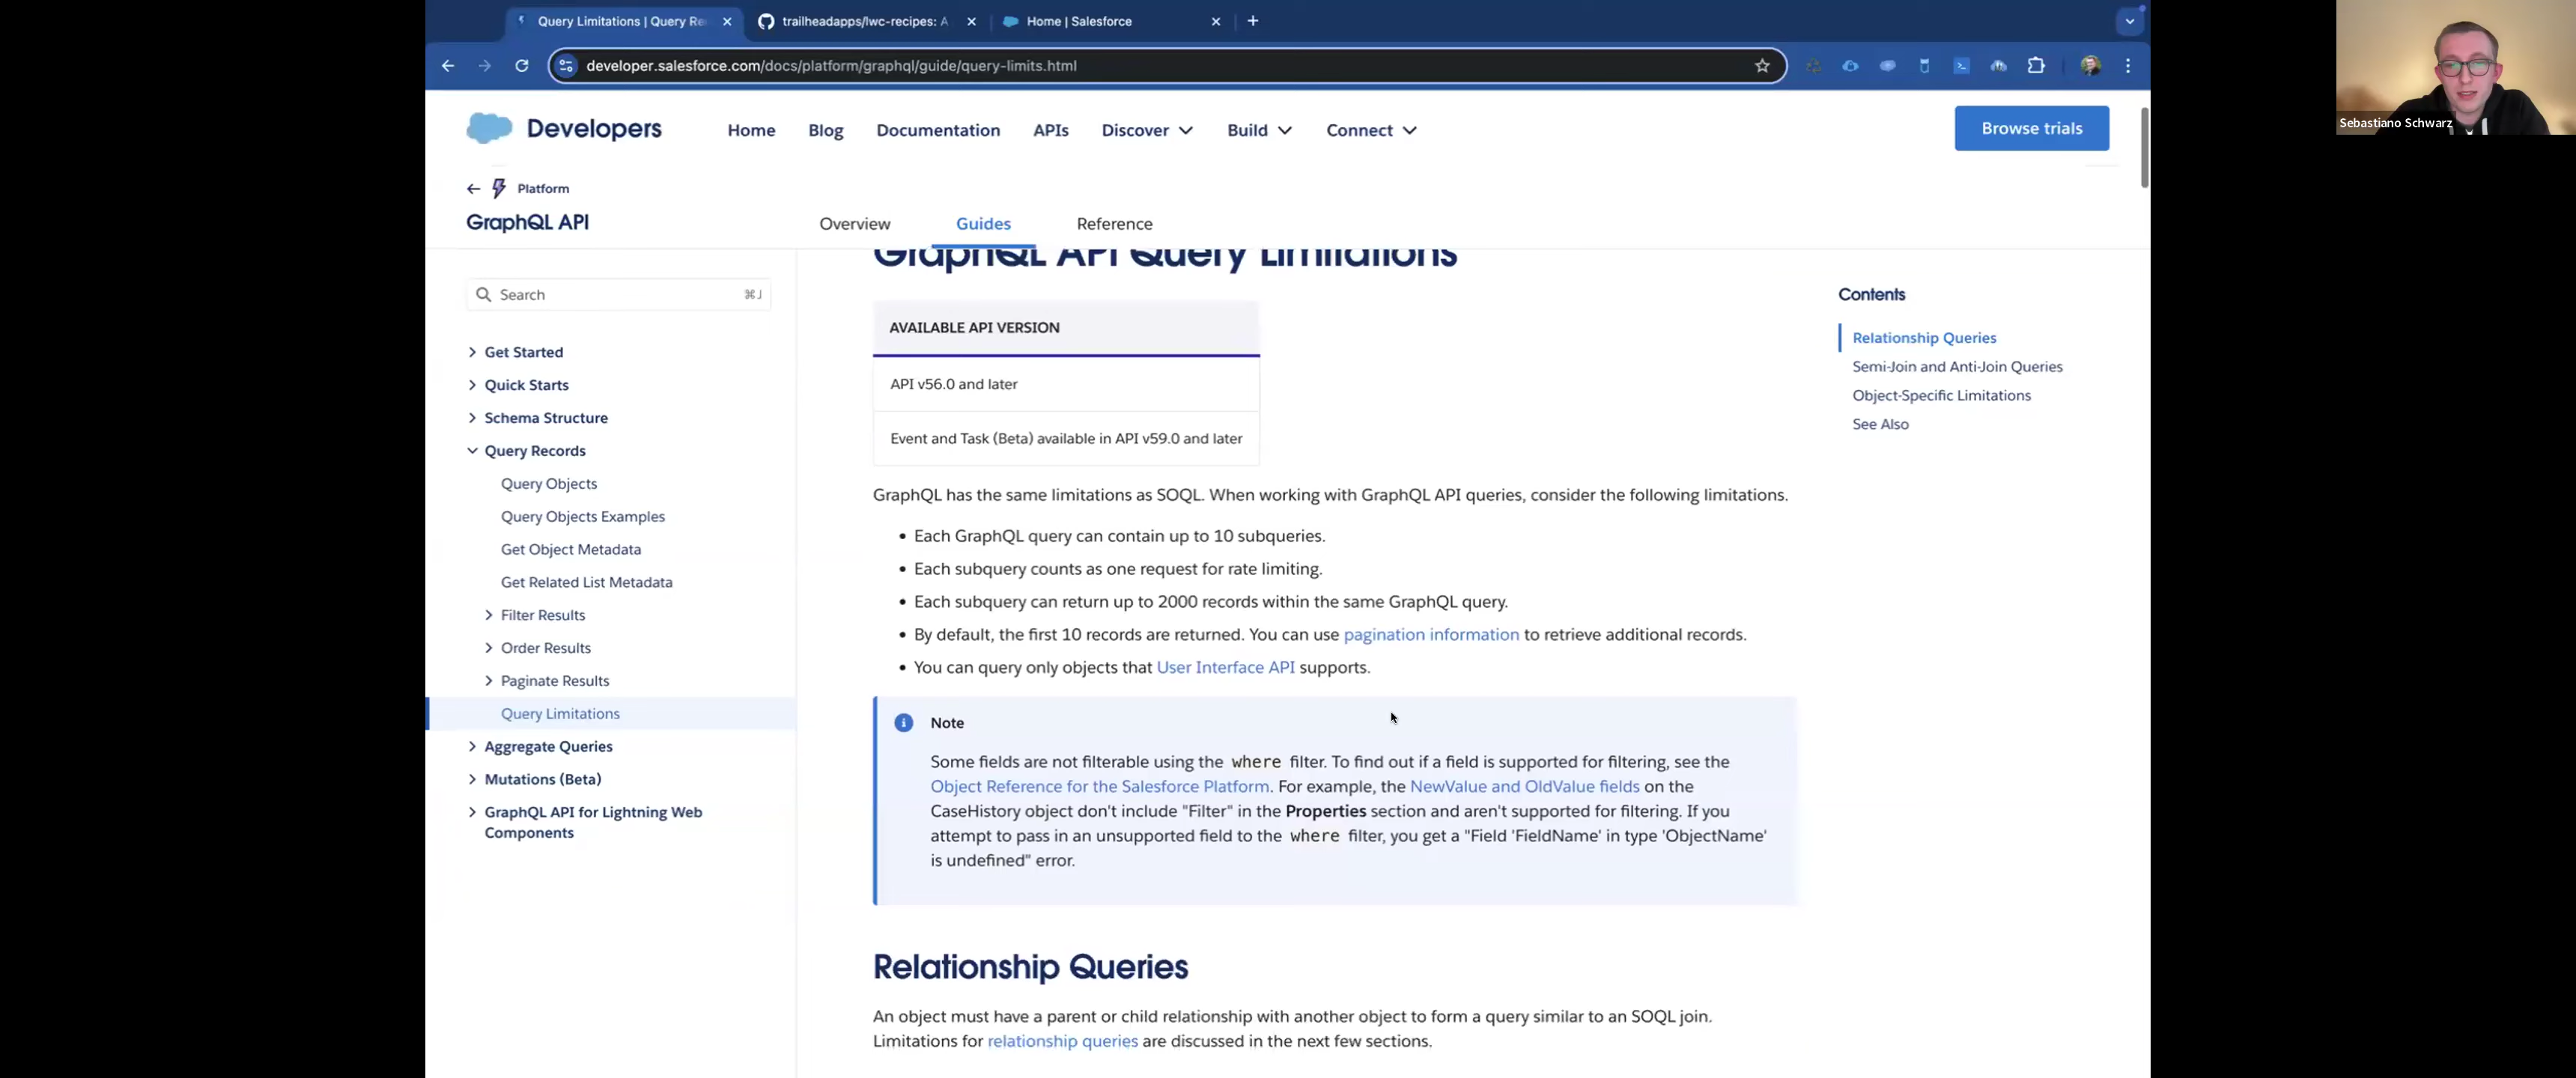 Query Limitations | Query Re
trailheadapps/lwc-recipes: A
Home | Salesforce
developer.salesforce.com/docs/platform/graphql/guide/query-limits.html
Sebastiano Schwarz
Developers
Home
Blog
Documentation
APIs
Discover
Build
Connect
Browse trials
Platform
GraphQL API
Overview
Guides
Reference
Search
⌘J
Get Started
Quick Starts
Schema Structure
Query Records
Query Objects
Query Objects Examples
Get Object Metadata
Get Related List Metadata
Filter Results
Order Results
Paginate Results
Query Limitations
Aggregate Queries
Mutations (Beta)
GraphQL API for Lightning Web
Components
GraphQL API Query Limitations
AVAILABLE API VERSION
API v56.0 and later
Event and Task (Beta) available in API v59.0 and later
GraphQL has the same limitations as SOQL. When working with GraphQL API queries, consider the following limitations.
• Each GraphQL query can contain up to 10 subqueries.
• Each subquery counts as one request for rate limiting.
• Each subquery can return up to 2000 records within the same GraphQL query.
• By default, the first 10 records are returned. You can use pagination information to retrieve additional records.
• You can query only objects that User Interface API supports.
Note
Some fields are not filterable using the where filter. To find out if a field is supported for filtering, see the
Object Reference for the Salesforce Platform. For example, the NewValue and OldValue fields on the
CaseHistory object don't include "Filter" in the Properties section and aren't supported for filtering. If you
attempt to pass in an unsupported field to the where filter, you get a "Field 'FieldName' in type 'ObjectName'
is undefined" error.
Relationship Queries
An object must have a parent or child relationship with another object to form a query similar to an SOQL join.
Limitations for relationship queries are discussed in the next few sections.
Contents
Relationship Queries
Semi-Join and Anti-Join Queries
Object-Specific Limitations
See Also